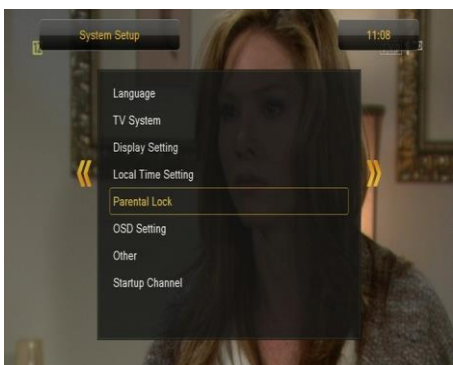 System Setup
11:08
Language
TV System
Display Setting
Local Time Setting
Parental Lock
OSD Setting
Other
Startup Channel